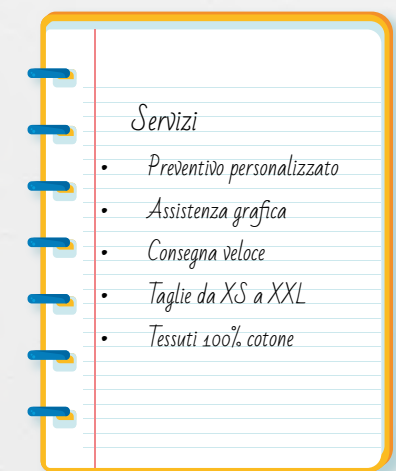 Servizi
• Preventivo personalizzato
• Assistenza grafica
• Consegna veloce
• Taglie da XS a XXL
• Tessuti 100% cotone